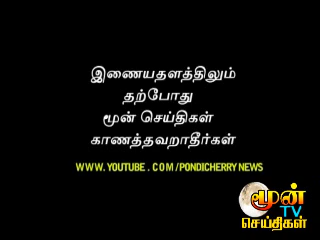 இணையதளத்திலும்
தற்போது
மூன் செய்திகள்
காணத்தவறாதீர்கள்
WWW.YOUTUBE.COM/PONDICHERRY NEWS
மூன்
TV
செய்திகள்